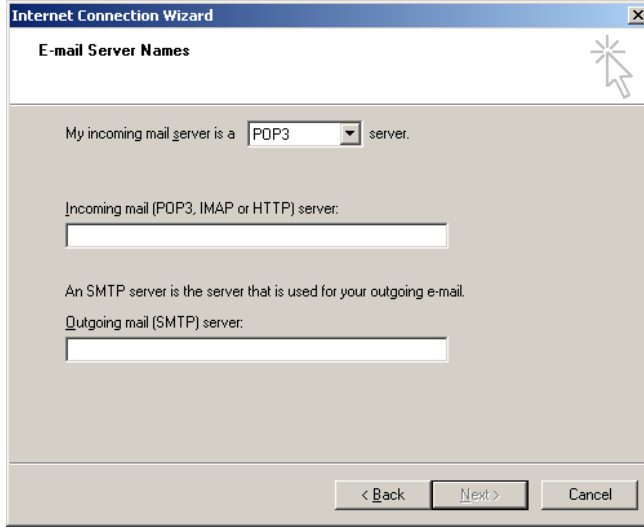 Internet Connection Wizard
E-mail Server Names
My incoming mail server is a POP3 server.
Incoming mail (POP3, IMAP or HTTP) server:
An SMTP server is the server that is used for your outgoing e-mail.
Outgoing mail (SMTP) server:
< Back Next > Cancel